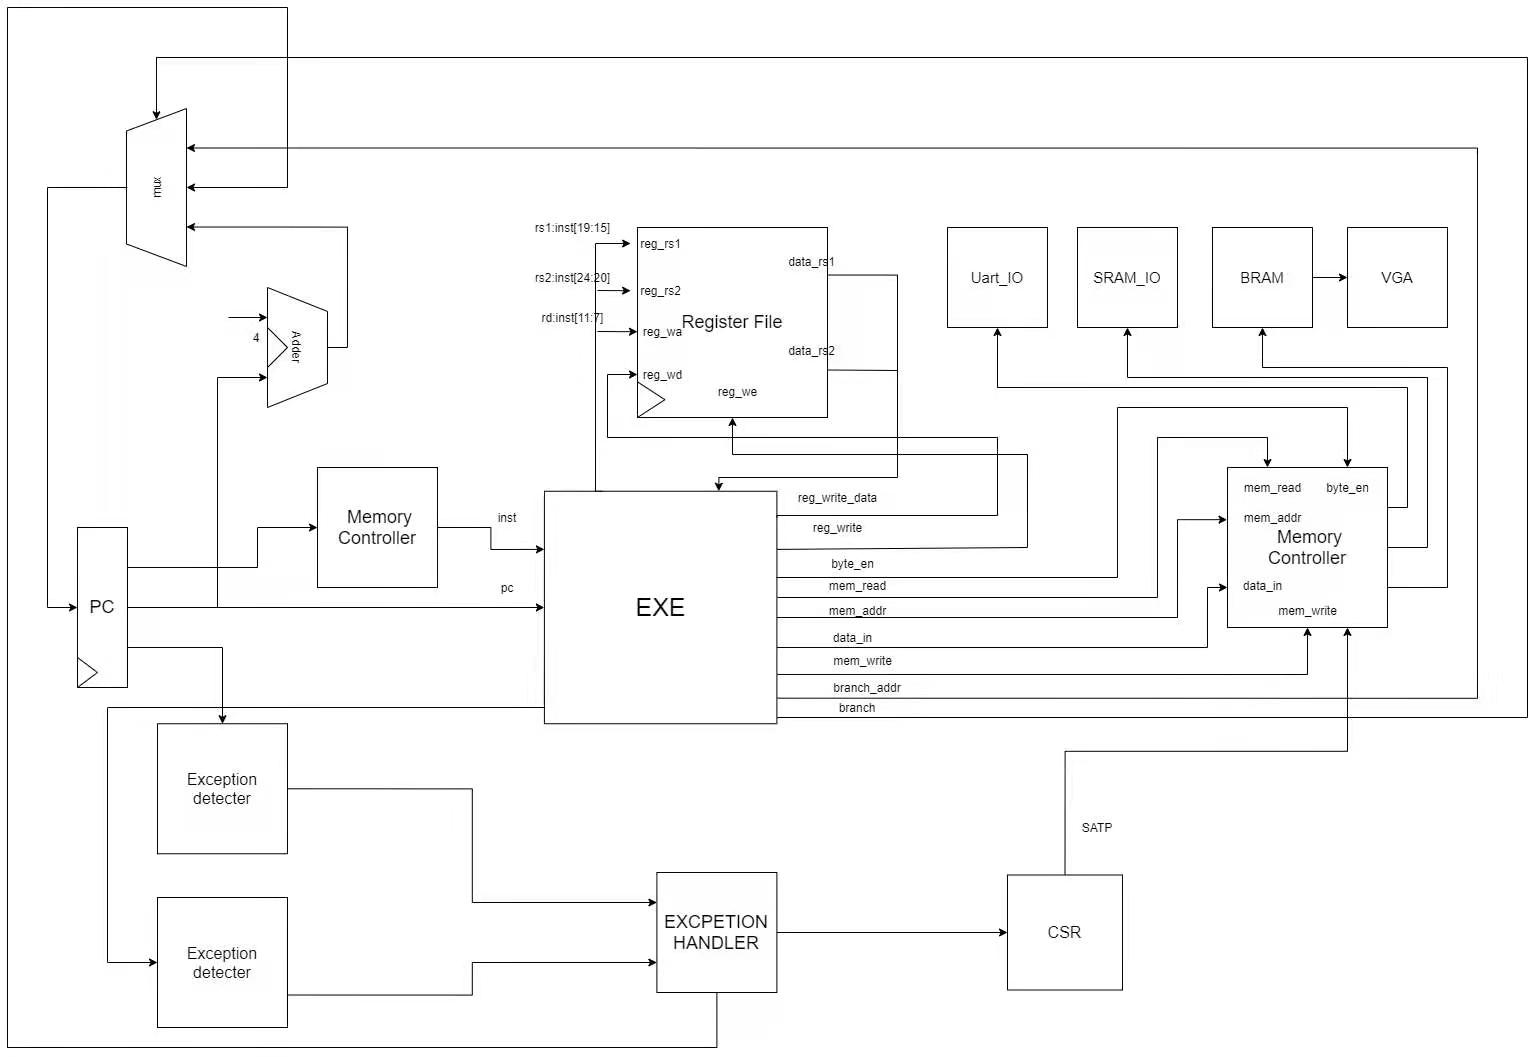 mux
rs1:inst[19:15]
reg_rs1
data_rs1
rs2:inst[24:20]
reg_rs2
rd:inst[11:7]
reg_wa
Register File
data_rs2
reg_wd
reg_we
Uart_IO
SRAM_IO
BRAM
VGA
4
Adder
Memory
Controller
inst
pc
PC
EXE
reg_write_data
reg_write
byte_en
mem_read
mem_addr
data_in
mem_write
branch_addr
branch
mem_read
byte_en
mem_addr
Memory
Controller
data_in
mem_write
Exception
detecter
Exception
detecter
EXCPETION
HANDLER
SATP
CSR